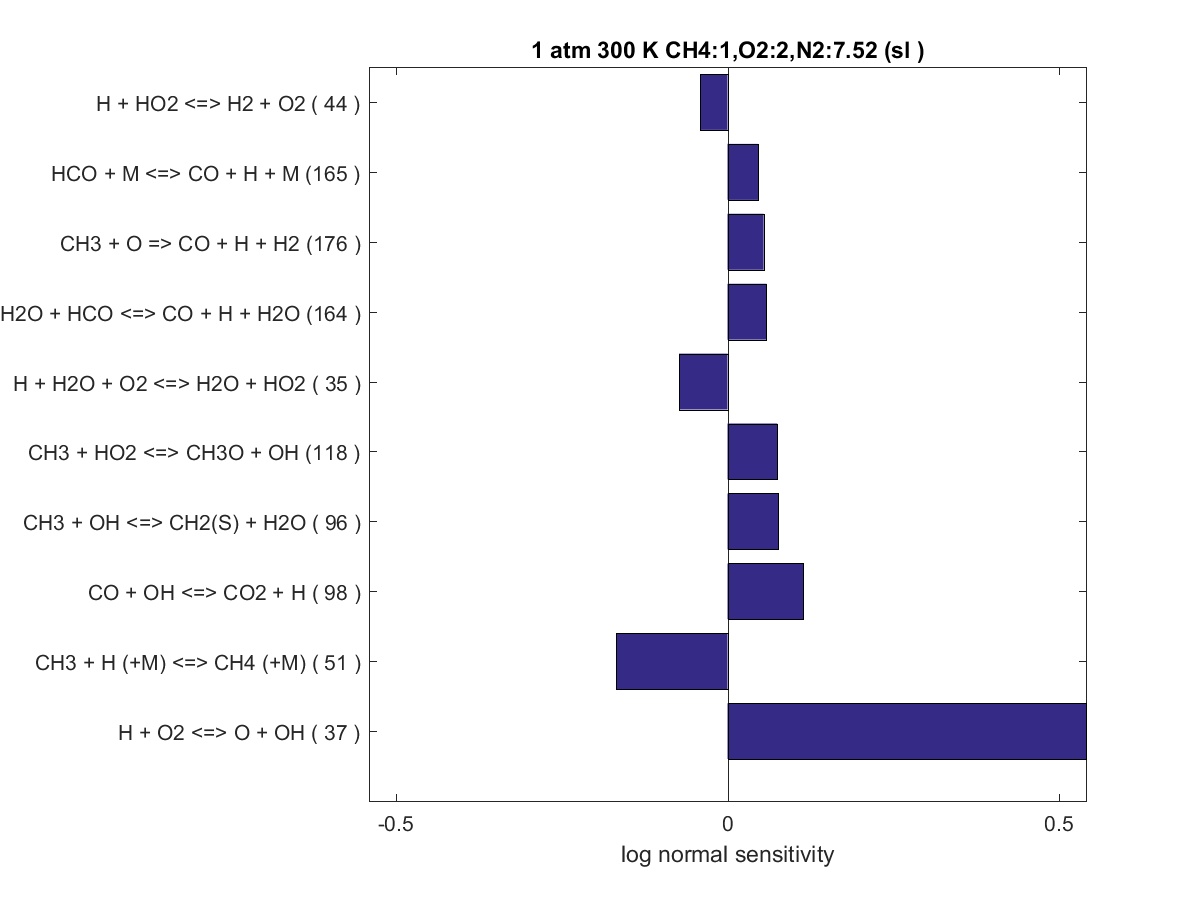 1 atm 300 K CH4:1,O2:2,N2:7.52 (sl )
H + HO2 <=> H2 + O2 ( 44 )
HCO + M <=> CO + H + M (165 )
CH3 + O => CO + H + H2 (176 )
H2O + HCO <=> CO + H + H2O (164 )
H + H2O + O2 <=> H2O + HO2 ( 35 )
CH3 + HO2 <=> CH3O + OH (118 )
CH3 + OH <=> CH2(S) + H2O ( 96 )
CO + OH <=> CO2 + H ( 98 )
CH3 + H (+M) <=> CH4 (+M) ( 51 )
H + O2 <=> O + OH ( 37 )
-0.5 0 0.5
log normal sensitivity